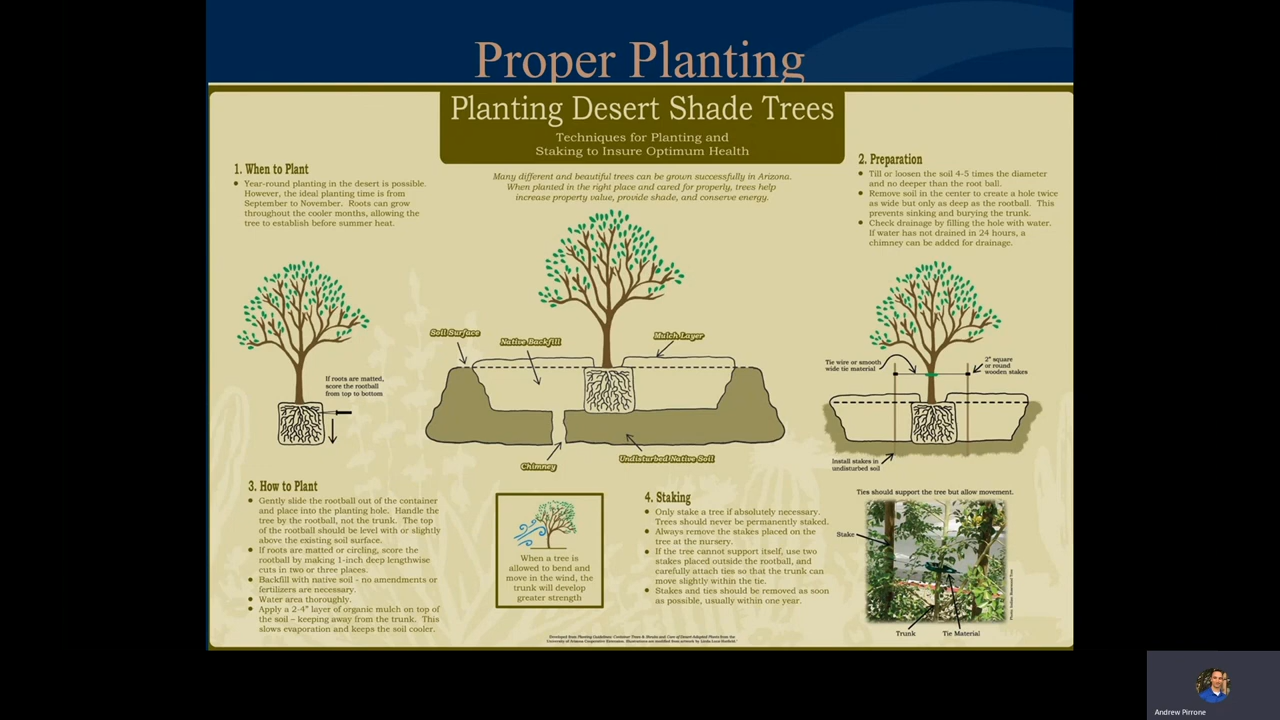 Proper Planting
Planting Desert Shade Trees
Techniques for Planting and
Staking to Insure Optimum Health
Many different and beautiful trees can be grown successfully in Arizona.
When planted in the right place and cared for properly, trees help
increase property value, provide shade, and conserve energy.
1. When to Plant
• Year-round planting in the desert is possible.
However, the ideal planting time is from
September to November. Roots can grow
throughout the cooler months, allowing the
tree to establish before summer heat.
2. Preparation
• Till or loosen the soil 4-5 times the diameter
and no deeper than the root ball.
• Remove soil in the center to create a hole twice
as wide but only as deep as the rootball. This
prevents sinking and burying the trunk.
• Check drainage by filling the hole with water.
If water has not drained in 24 hours, a
chimney can be added for drainage.
If roots are matted,
score the rootball
from top to bottom
Soil Surface
Native Backfill
Mulch Layer
Chimney
Undisturbed Native Soil
Tie wire or smooth
wide tie material
2" square
or round
wooden stakes
Install stakes in
undisturbed soil
3. How to Plant
• Gently slide the rootball out of the container
and place into the planting hole. Handle the
tree by the rootball, not the trunk. The top
of the rootball should be level with or slightly
above the existing soil surface.
• If roots are matted or circling, score the
rootball by making 1-inch deep lengthwise
cuts in two or three places.
• Backfill with native soil - no amendments or
fertilizers are necessary.
• Water area thoroughly.
• Apply a 2-4" layer of organic mulch on top of
the soil – keeping away from the trunk. This
slows evaporation and keeps the soil cooler.
When a tree is
allowed to bend and
move in the wind, the
trunk will develop
greater strength
4. Staking
• Only stake a tree if absolutely necessary.
Trees should never be permanently staked.
• Always remove the stakes placed on the
tree at the nursery.
• If the tree cannot support itself, use two
stakes placed outside the rootball, and
carefully attach ties so that the trunk can
move slightly within the tie.
• Stakes and ties should be removed as soon
as possible, usually within one year.
Ties should support the tree but allow movement.
Stake
Trunk
Tie Material
Andrew Pirrone